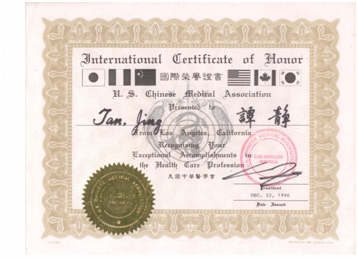 International Certificate of Honor
國際榮譽證書
U. S. Chinese Medical Association
Presented to
Tan, Jing 譚 静
From Los Angeles, California
Recognising Your
Exceptional Accomplishments in
the Health Care Profession
美國中華醫學會
President
DEC. 22, 1996
Date Issued